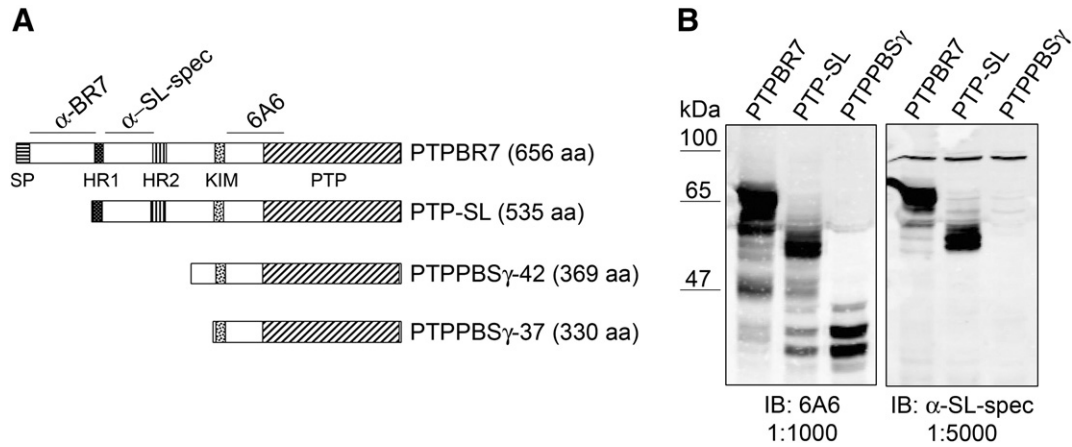 A
α-BR7
α–SL-spec
6A6
PTPBR7 (656 aa)
SP
HR1
HR2
KIM
PTP
PTP-SL (535 aa)
PTPPBSγ-42 (369 aa)
PTPPBSγ-37 (330 aa)
B
PTPBR7
PTP-SL
PTPPBSγ
PTPBR7
PTP-SL
PTPPBSγ
kDa
100
65
47
IB: 6A6
1:1000
IB: α-SL-spec
1:5000